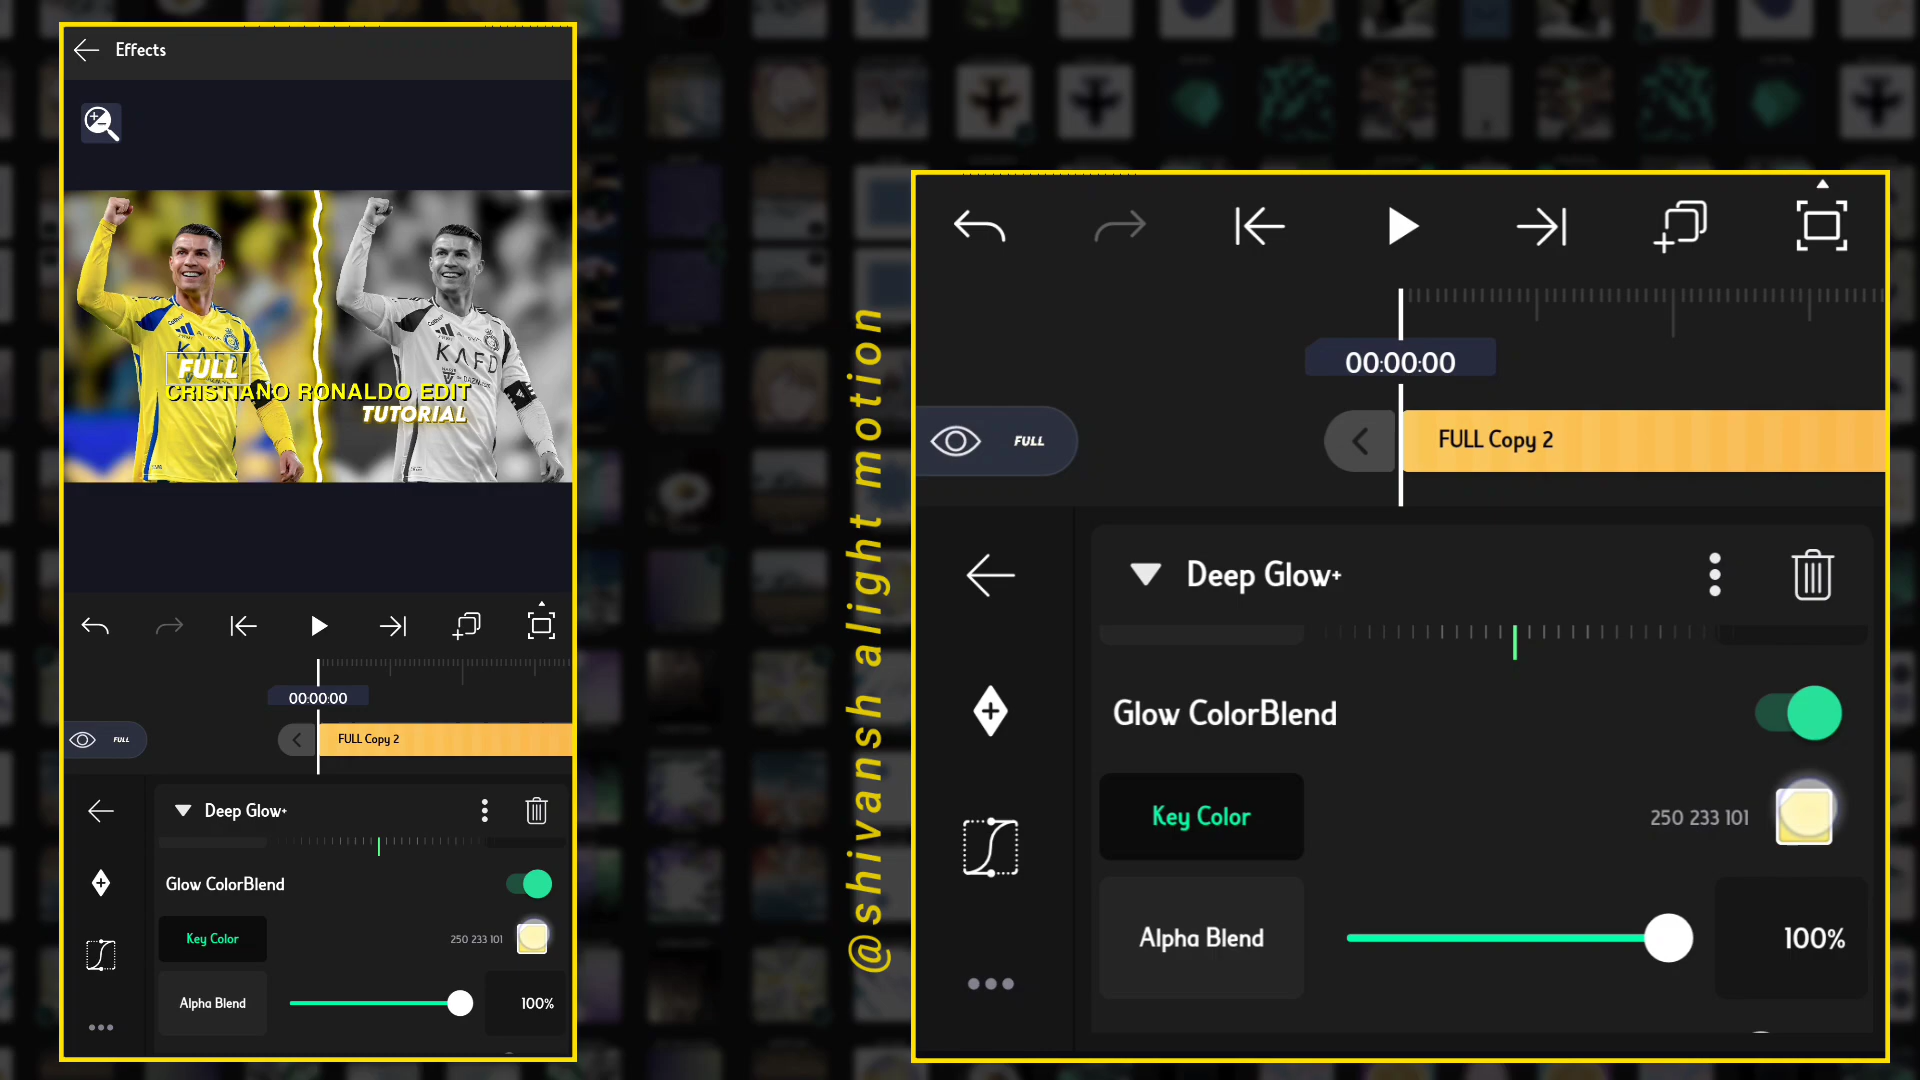 Effects
KAFD
KAFD
FULL
CRISTIANO RONALDO EDIT
TUTORIAL
00:00:00
FULL
FULL Copy 2
Deep Glow+
Glow ColorBlend
Key Color
250 233 101
Alpha Blend
100%
@shivansh alight motion
00:00:00
FULL
FULL Copy 2
Deep Glow+
Glow ColorBlend
Key Color
250 233 101
Alpha Blend
100%